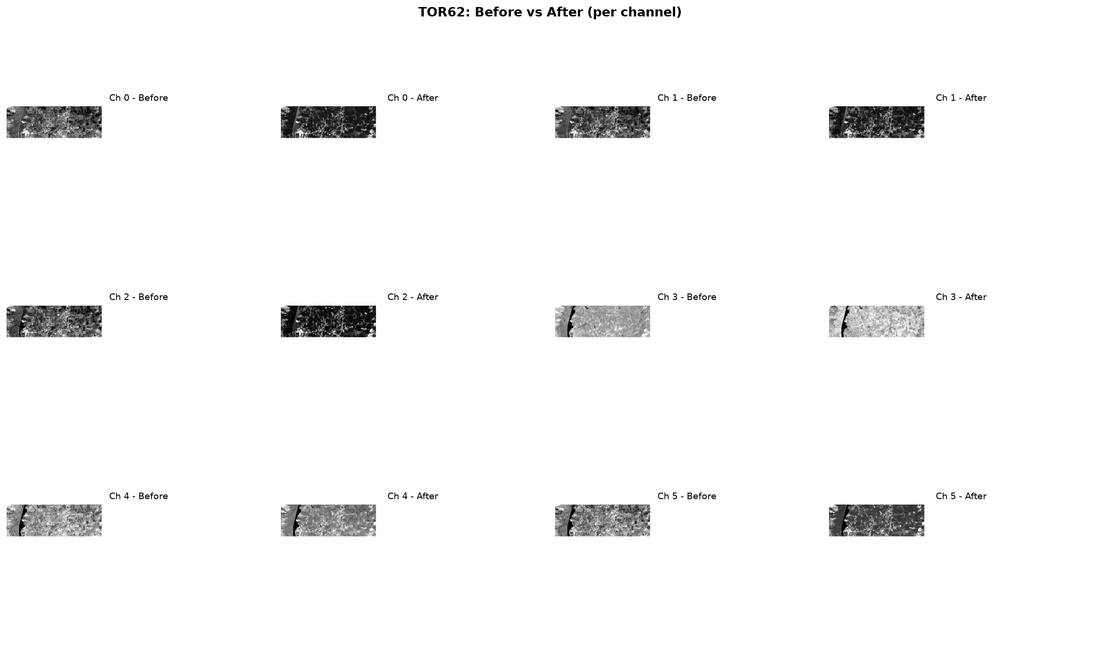 TOR62: Before vs After (per channel)
Ch 0 - Before
Ch 0 - After
Ch 1 - Before
Ch 1 - After
Ch 2 - Before
Ch 2 - After
Ch 3 - Before
Ch 3 - After
Ch 4 - Before
Ch 4 - After
Ch 5 - Before
Ch 5 - After